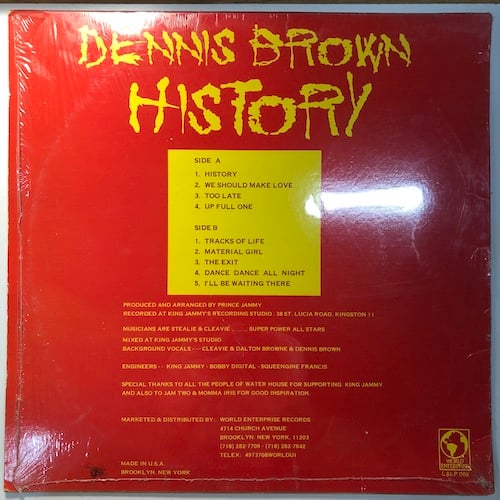 DENNIS BROWN
HISTORY
SIDE A
1. HISTORY
2. WE SHOULD MAKE LOVE
3. TOO LATE
4. UP FULL ONE
SIDE B
1. TRACKS OF LIFE
2. MATERIAL GIRL
3. THE EXIT
4. DANCE DANCE ALL NIGHT
5. I'LL BE WAITING THERE
PRODUCED AND ARRANGED BY PRINCE JAMMY
RECORDED AT KING JAMMY'S RECORDING STUDIO. 38 ST. LUCIA ROAD. KINGSTON 11
MUSICIANS ARE STEALIE & CLEAVIE ........ SUPER POWER ALL STARS
MIXED AT KING JAMMY'S STUDIO
BACKGROUND VOCALS - - - CLEAVIE & DALTON BROWNE & DENNIS BROWN
ENGINEERS - - KING JAMMY - BOBBY DIGITAL - SQUEENGINE FRANCIS
SPECIAL THANKS TO ALL THE PEOPLE OF WATER HOUSE FOR SUPPORTING KING JAMMY
AND ALSO TO JAM TWO & MOMMA IRIS FOR GOOD INSPIRATION.
MARKETED & DISTRIBUTED BY: WORLD ENTERPRISE RECORDS
4714 CHURCH AVENUE
BROOKLYN. NEW YORK. 11203
(718) 282-7709 - (718) 282-7842
TELEX: 4973708WORLDUI
MADE IN U.S.A.
BROOKLYN, NEW YORK
WORLD
ENTERPRISE
L&LP 009